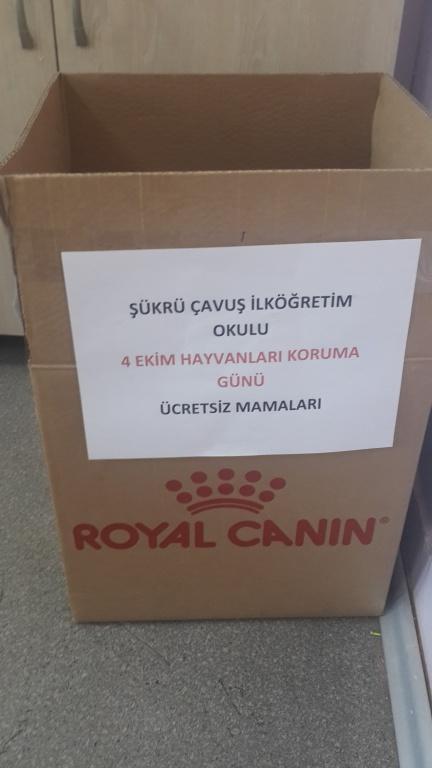 ŞÜKRÜ ÇAVUŞ İLKÖĞRETİM
OKULU
4 EKİM HAYVANLARI KORUMA
GÜNÜ
ÜCRETSİZ MAMALARI
ROYAL CANIN®